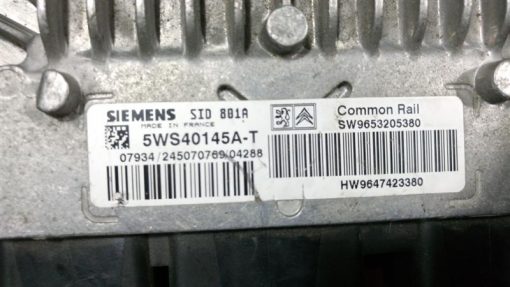 SIEMENS SID 801A
MADE IN FRANCE
5WS40145A-T
07934/245070769/04288
Common Rail
SW9653205380
HW9647423380